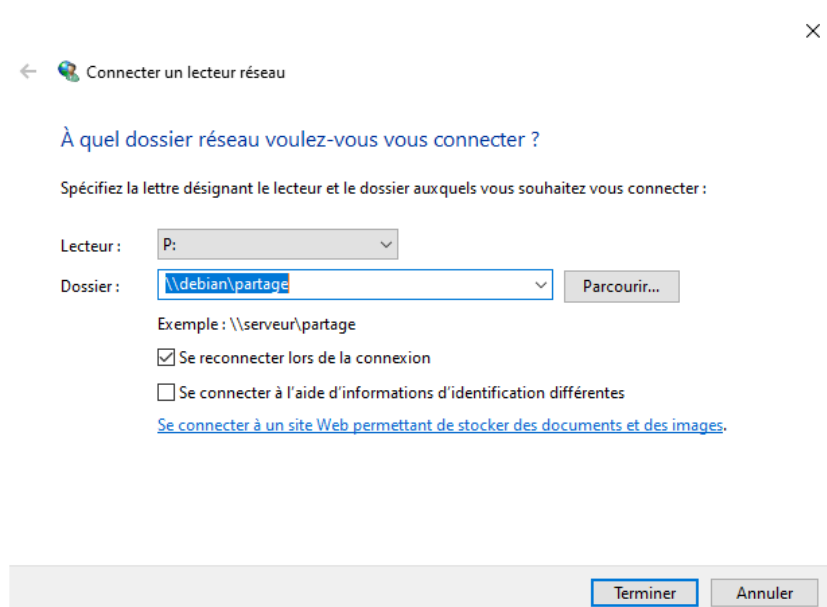 Connecter un lecteur réseau
À quel dossier réseau voulez-vous vous connecter ?
Spécifiez la lettre désignant le lecteur et le dossier auxquels vous souhaitez vous connecter :
Lecteur : P:
Dossier : \\debian\partage Parcourir...
Exemple : \\serveur\partage
Se reconnecter lors de la connexion
Se connecter à l'aide d'informations d'identification différentes
Se connecter à un site Web permettant de stocker des documents et des images.
Terminer Annuler